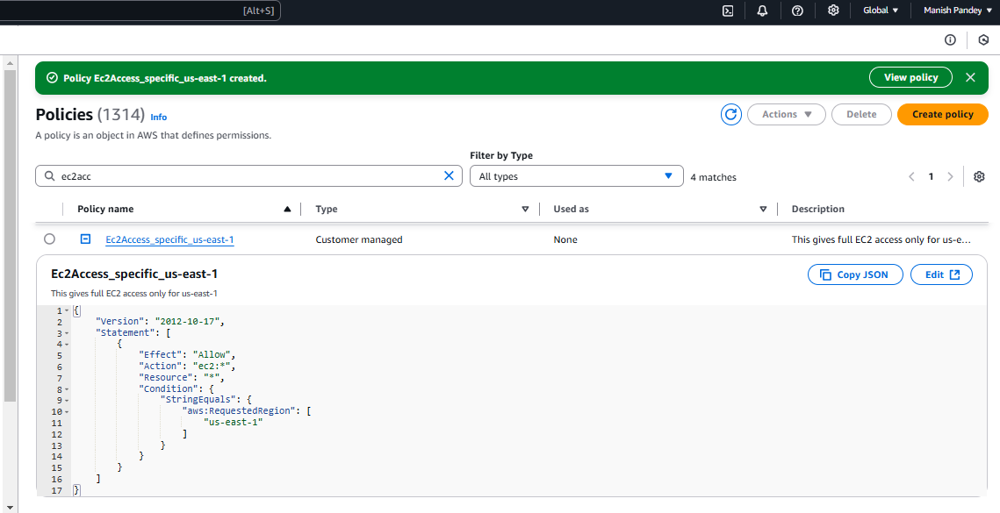 [Alt+S] Global Manish Pandey
Policy Ec2Access_specific_us-east-1 created. View policy
Policies (1314) Info
Actions Delete Create policy
A policy is an object in AWS that defines permissions.
Filter by Type
ec2acc All types 4 matches 1
Policy name Type Used as Description
Ec2Access_specific_us-east-1 Customer managed None This gives full EC2 access only for us-e...
Ec2Access_specific_us-east-1 Copy JSON Edit
This gives full EC2 access only for us-east-1
1 {
2 "Version": "2012-10-17",
3 "Statement": [
4 {
5 "Effect": "Allow",
6 "Action": "ec2:*",
7 "Resource": "*",
8 "Condition": {
9 "StringEquals": {
10 "aws:RequestedRegion": [
11 "us-east-1"
12 ]
13 }
14 }
15 }
16 ]
17 }